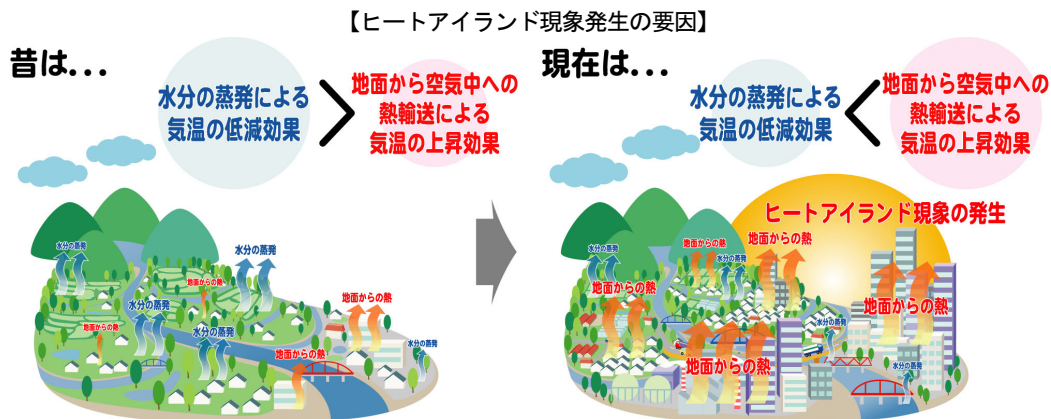 【ヒートアイランド現象発生の要因】
昔は...
水分の蒸発による
気温の低減効果
>
地面から空気中への
熱輸送による
気温の上昇効果
水分の蒸発
水分の蒸発
地面からの熱
水分の蒸発
地面からの熱
地面からの熱
水分の蒸発
地面からの熱
水分の蒸発
現在は...
水分の蒸発による
気温の低減効果
<
地面から空気中への
熱輸送による
気温の上昇効果
ヒートアイランド現象の発生
水分の蒸発
地面からの熱
地面からの熱
水分の蒸発
地面からの熱
地面からの熱
水分の蒸発
地面からの熱
水分の蒸発